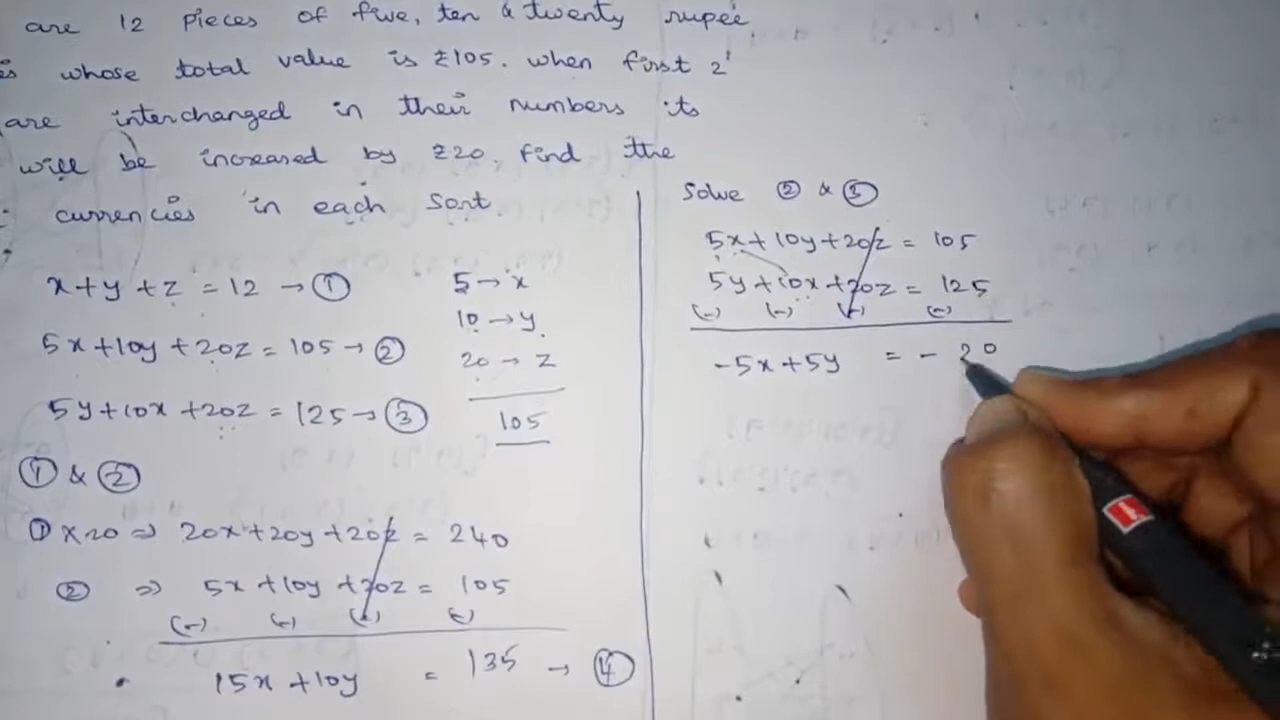 are 12 pieces of five, ten & twenty rupee
es whose total value is ₹105. when first 2
are interchanged in their numbers its
will be increased by ₹20. Find the
currencies in each sort
x+y+z = 12 → ①
5x+10y+20z = 105 → ②
5y+10x+20z = 125 → ③
5 → x
10 → y
20 → z
105
① & ②
① x20 ⇒ 20x+20y+20z = 240
② ⇒ 5x+10y+20z = 105
(-) (-) (-) (-)
15x+10y = 135 → ④
Solve ② & ③
5x+10y+20z = 105
5y+10x+20z = 125
(-) (-) (-) (-)
-5x+5y = -20